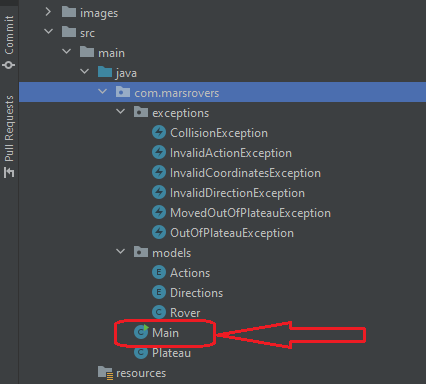 Commit
Pull Requests
images
src
main
java
com.marsrovers
exceptions
CollisionException
InvalidActionException
InvalidCoordinatesException
InvalidDirectionException
MovedOutOfPlateauException
OutOfPlateauException
models
E Actions
E Directions
C Rover
C Main
C Plateau
resources